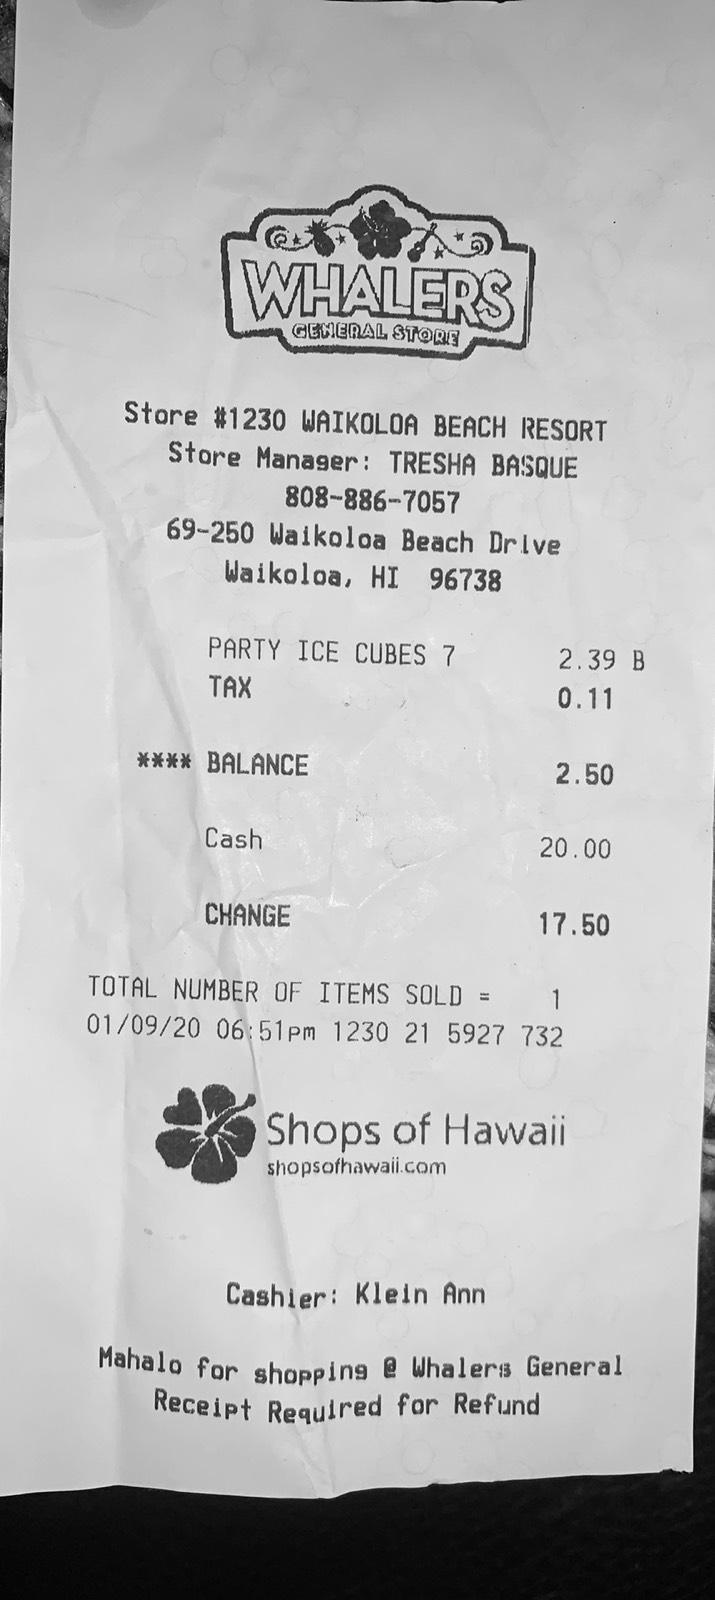 WHALERS
GENERAL STORE
Store #1230 WAIKOLOA BEACH RESORT
Store Manager: TRESHA BASQUE
808-886-7057
69-250 Waikoloa Beach Drive
Waikoloa, HI 96738
PARTY ICE CUBES 7 2.39 B
TAX 0.11
**** BALANCE 2.50
Cash 20.00
CHANGE 17.50
TOTAL NUMBER OF ITEMS SOLD = 1
01/09/20 06:51pm 1230 21 5927 732
Shops of Hawaii
shopsofhawaii.com
Cashier: Klein Ann
Mahalo for shopping @ Whalers General
Receipt Required for Refund